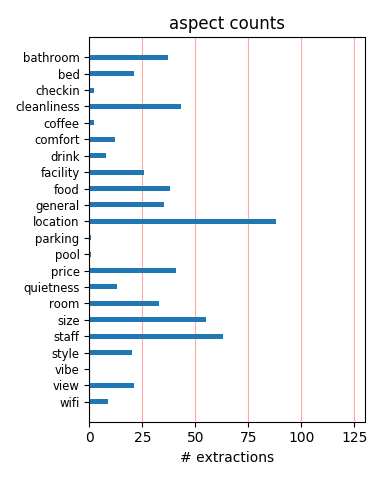 aspect counts
bathroom
bed
checkin
cleanliness
coffee
comfort
drink
facility
food
general
location
parking
pool
price
quietness
room
size
staff
style
vibe
view
wifi
0 25 50 75 100 125
# extractions